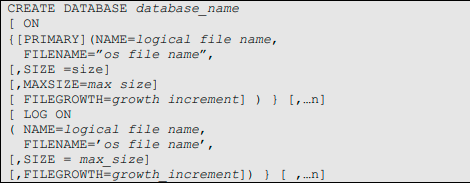 CREATE DATABASE database_name
[ ON
{[PRIMARY](NAME=logical file name,
FILENAME=”os file name”,
[,SIZE =size]
[,MAXSIZE=max size]
[ FILEGROWTH=growth increment] ) } [,…n]
[ LOG ON
( NAME=logical file name,
FILENAME=’os file name’,
[,SIZE = max_size]
[,FILEGROWTH=growth_increment]) } [ ,…n]